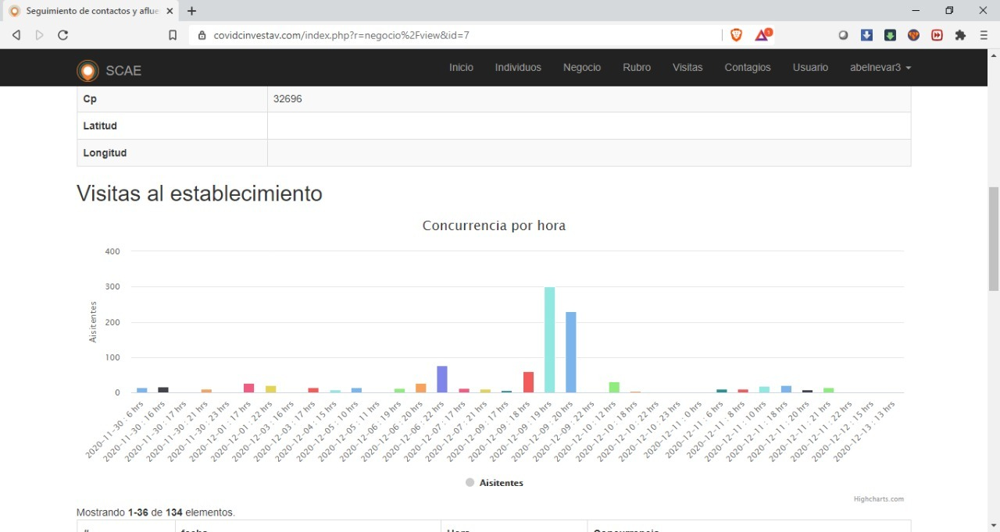 Seguimiento de contactos y aflue
covidcinvestav.com/index.php?r=negocio%2Fview&id=7
1
SCAE Inicio Individuos Negocio Rubro Visitas Contagios Usuario abelnevar3
Cp 32696
Latitud
Longitud
Visitas al establecimiento
Concurrencia por hora
Aisitentes
400
300
200
100
0
2020-11-30 : 6 hrs
2020-11-30 : 16 hrs
2020-11-30 : 17 hrs
2020-11-30 : 21 hrs
2020-11-30 : 23 hrs
2020-12-01 : 17 hrs
2020-12-01 : 22 hrs
2020-12-03 : 16 hrs
2020-12-03 : 17 hrs
2020-12-04 : 15 hrs
2020-12-05 : 10 hrs
2020-12-05 : 11 hrs
2020-12-06 : 19 hrs
2020-12-06 : 20 hrs
2020-12-06 : 22 hrs
2020-12-07 : 17 hrs
2020-12-07 : 21 hrs
2020-12-09 : 17 hrs
2020-12-09 : 18 hrs
2020-12-09 : 19 hrs
2020-12-09 : 20 hrs
2020-12-09 : 22 hrs
2020-12-10 : 12 hrs
2020-12-10 : 18 hrs
2020-12-10 : 22 hrs
2020-12-10 : 23 hrs
2020-12-11 : 0 hrs
2020-12-11 : 6 hrs
2020-12-11 : 8 hrs
2020-12-11 : 10 hrs
2020-12-11 : 18 hrs
2020-12-11 : 20 hrs
2020-12-11 : 21 hrs
2020-12-11 : 22 hrs
2020-12-12 : 15 hrs
2020-12-13 : 13 hrs
Aisitentes
Highcharts.com
Mostrando 1-36 de 134 elementos.
# fecha Hora Concurrencia